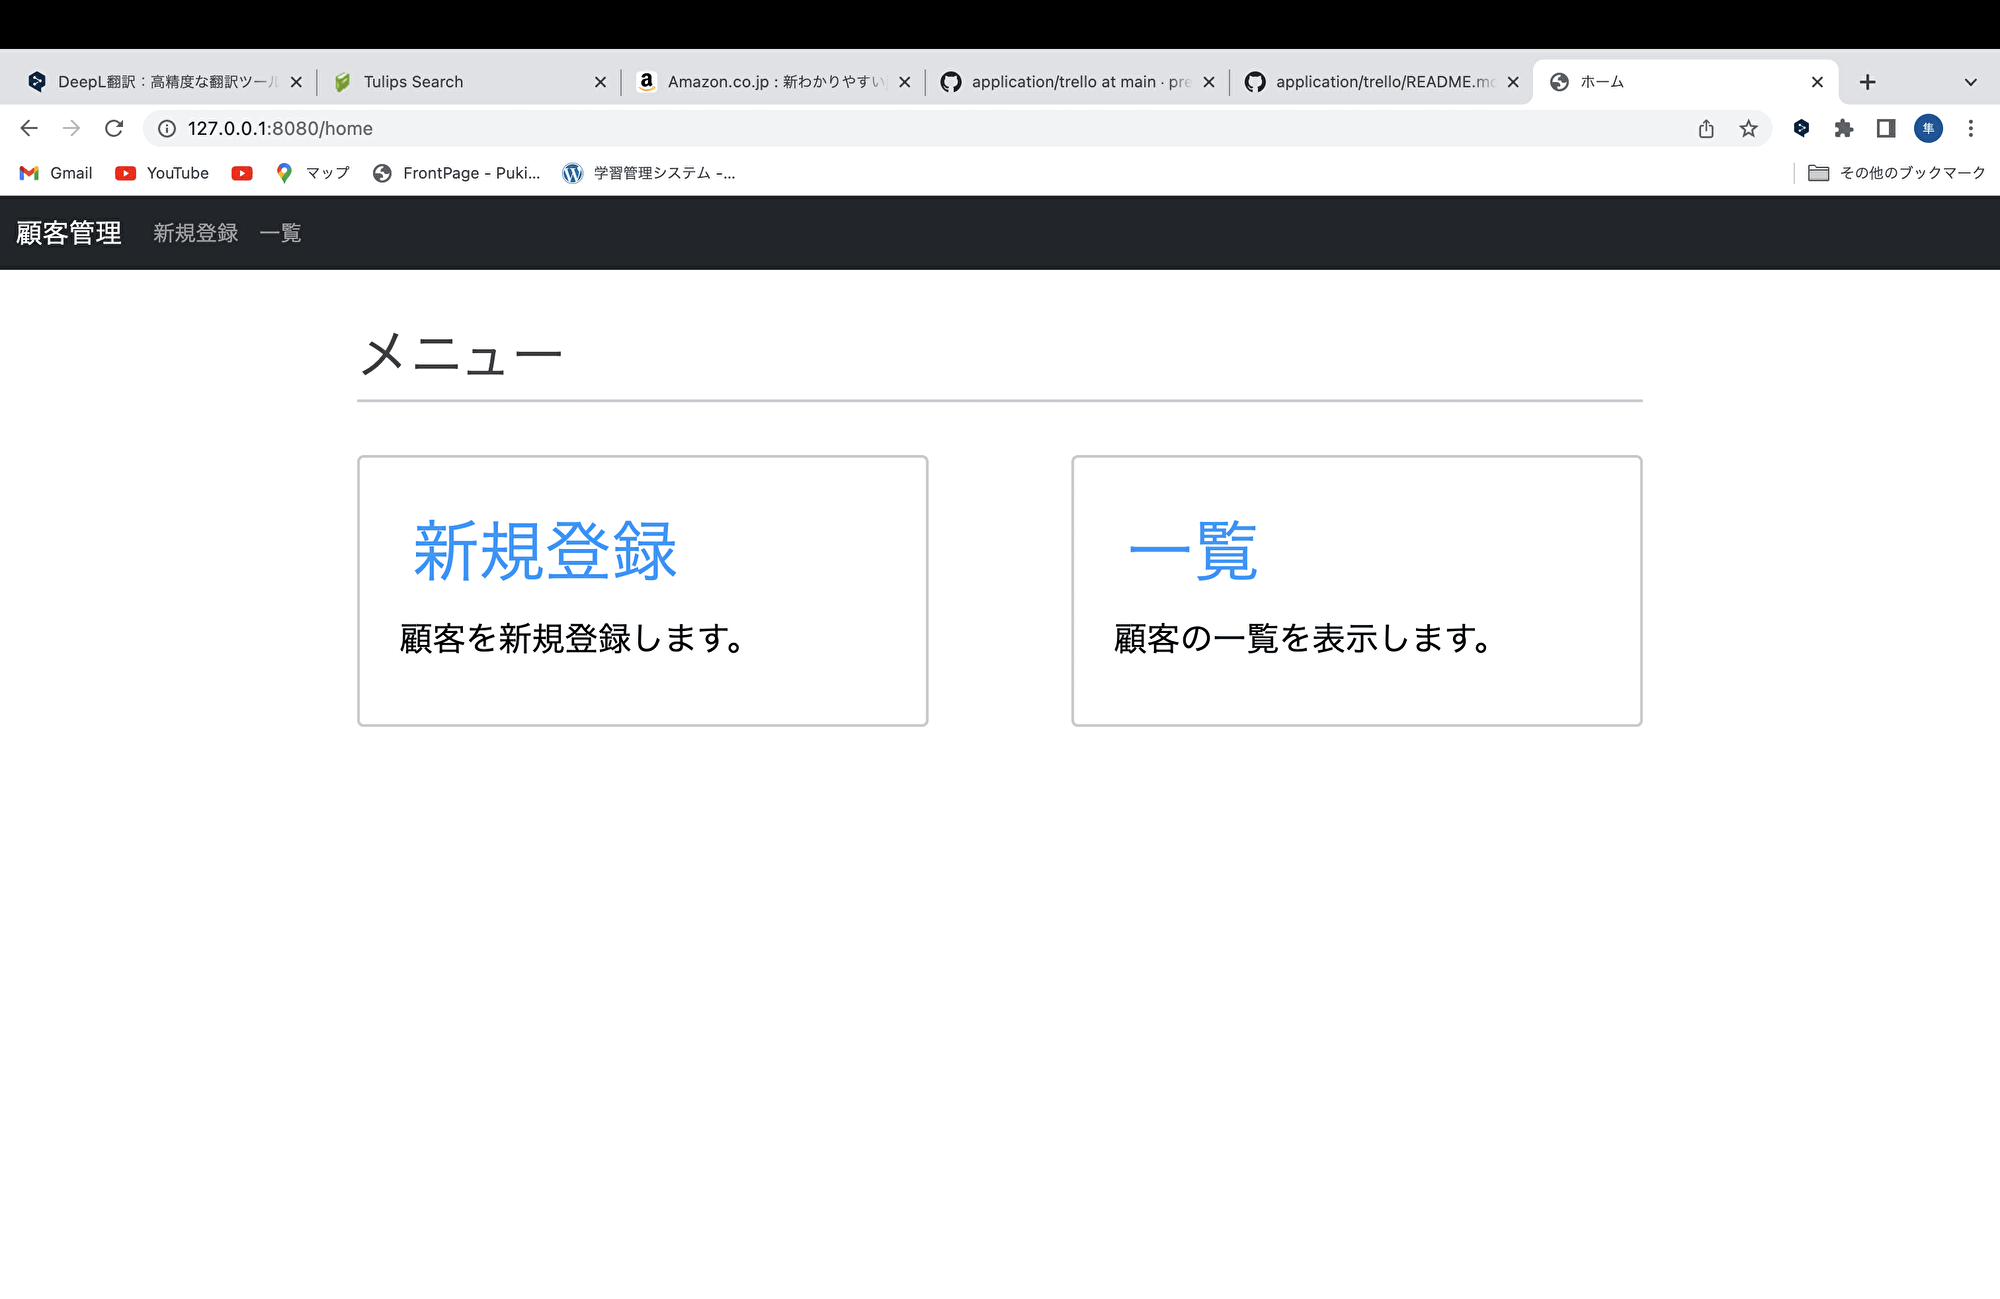 DeepL翻訳：高精度な翻訳ツール
Tulips Search
Amazon.co.jp : 新わかりやすい
application/trello at main · pre
application/trello/README.mc
ホーム
127.0.0.1:8080/home
隼
Gmail
YouTube
マップ
FrontPage - Puki...
学習管理システム -...
その他のブックマーク
顧客管理 新規登録 一覧
メニュー
新規登録
顧客を新規登録します。
一覧
顧客の一覧を表示します。